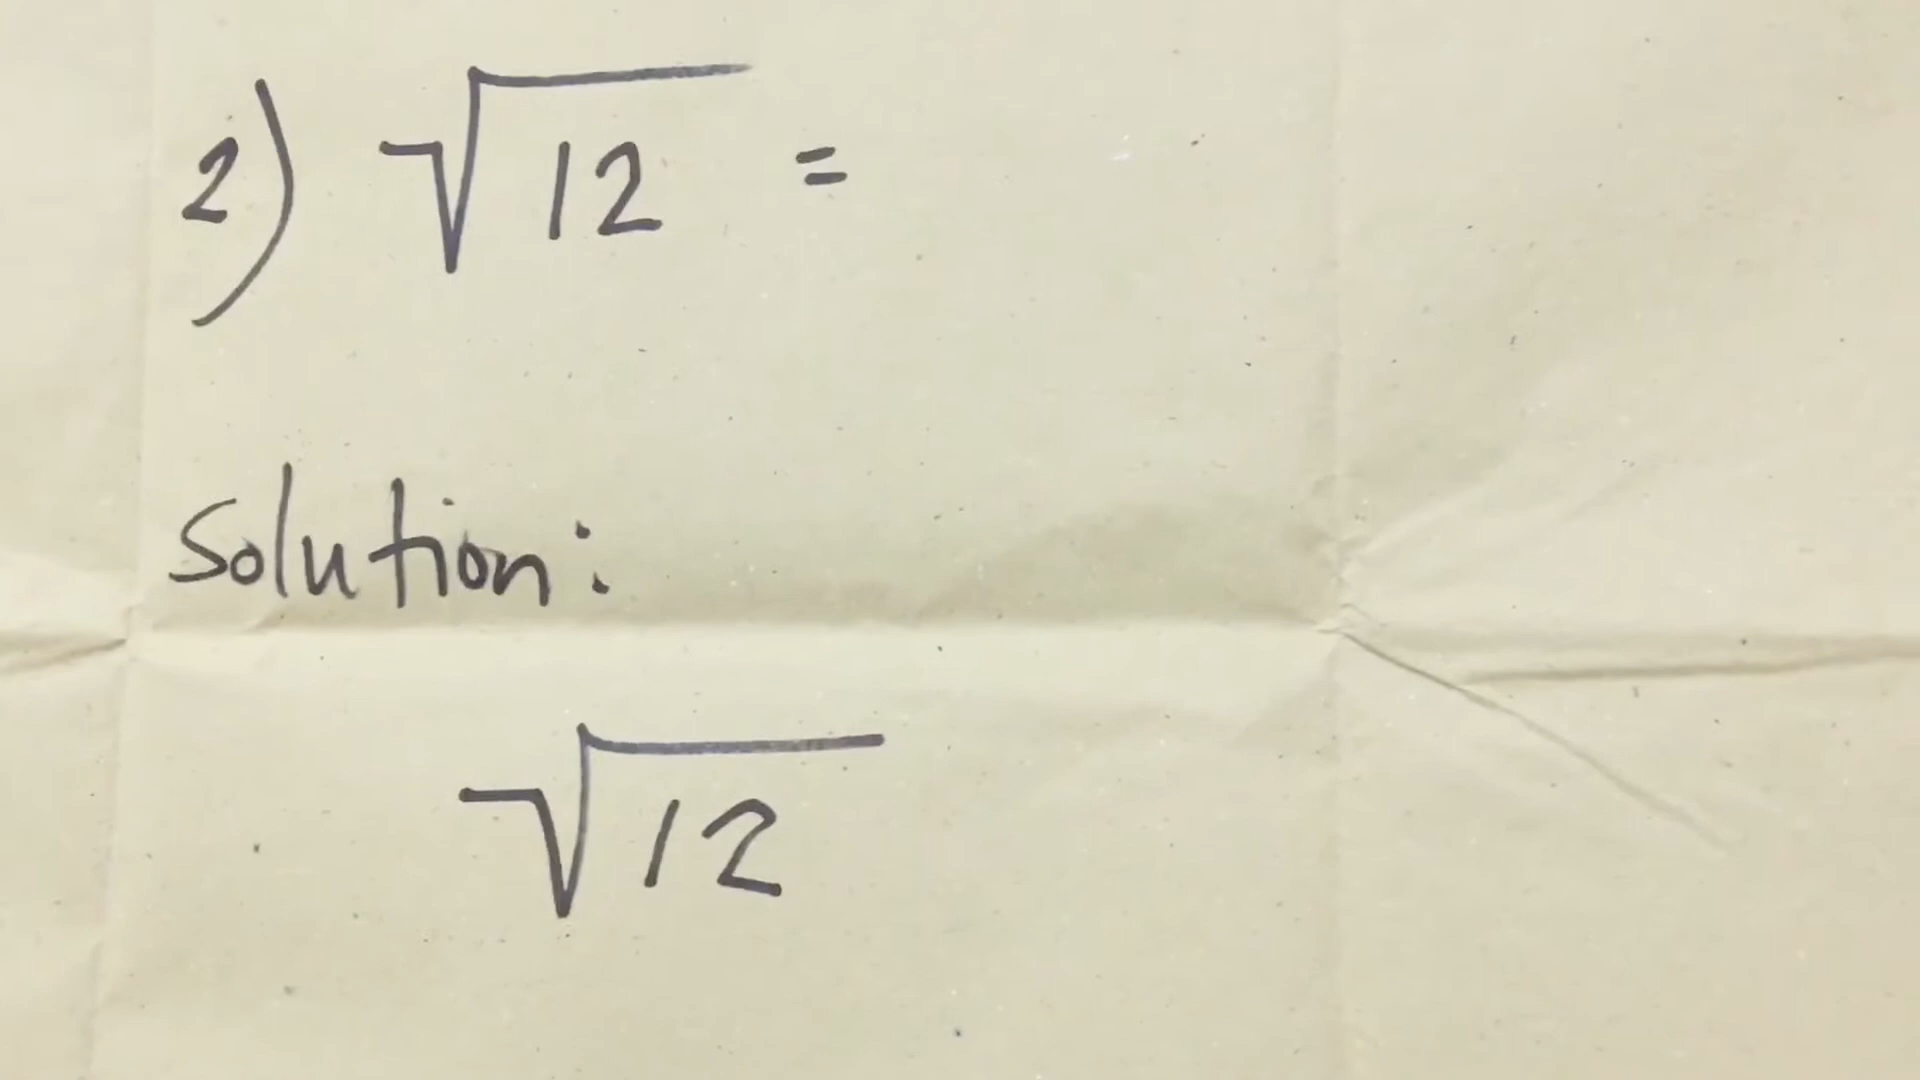 2) √12 =
Solution:
√12